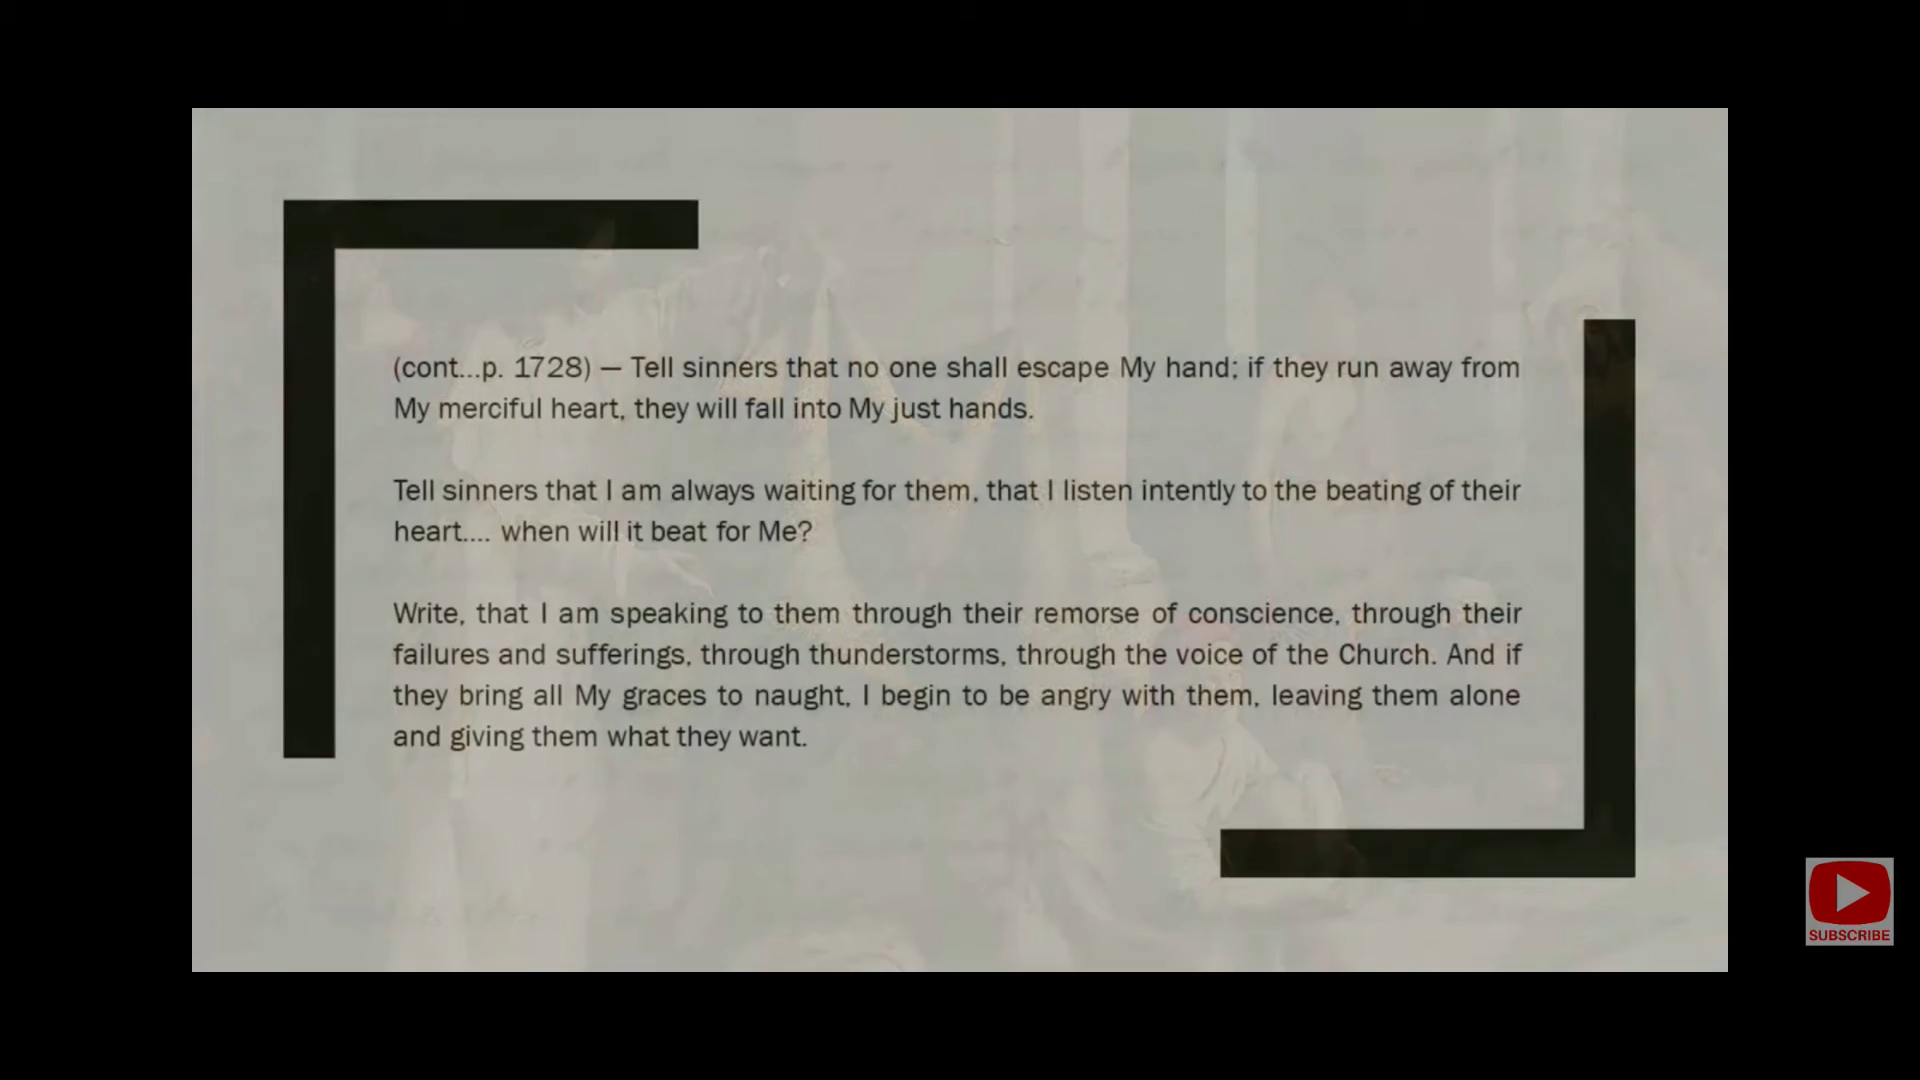 (cont...p. 1728) — Tell sinners that no one shall escape My hand; if they run away from
My merciful heart, they will fall into My just hands.
Tell sinners that I am always waiting for them, that I listen intently to the beating of their
heart.... when will it beat for Me?
Write, that I am speaking to them through their remorse of conscience, through their
failures and sufferings, through thunderstorms, through the voice of the Church. And if
they bring all My graces to naught, I begin to be angry with them, leaving them alone
and giving them what they want.
SUBSCRIBE